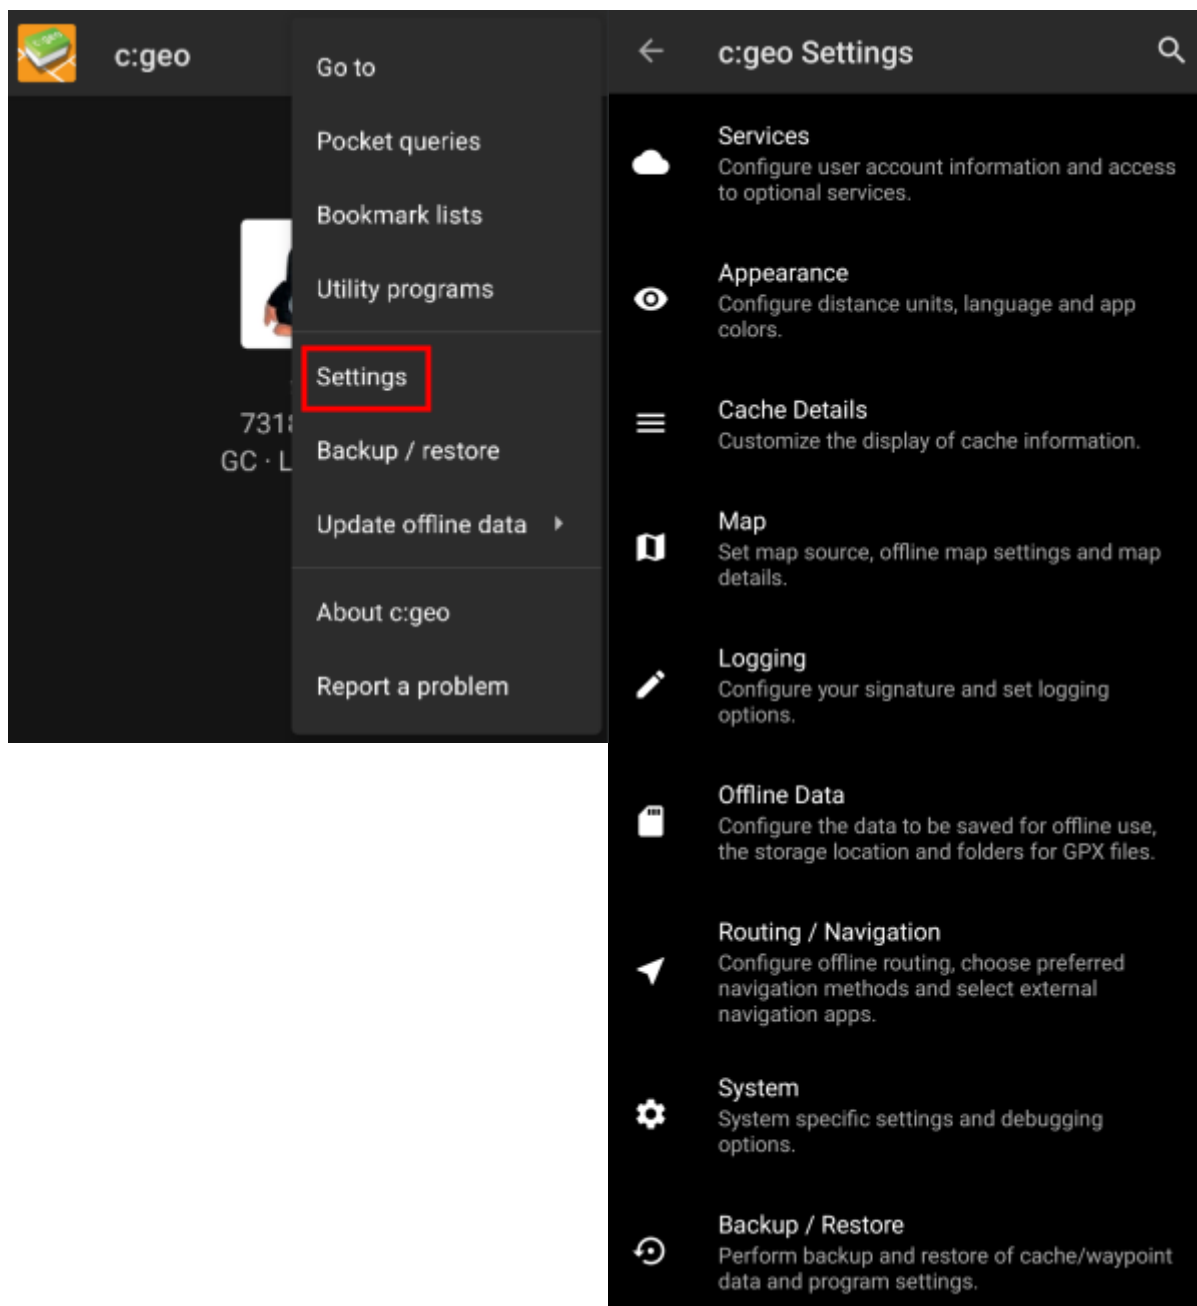 c:geo
Go to
Pocket queries
Bookmark lists
Utility programs
Settings
7318
Backup / restore
GC · L
Update offline data
About c:geo
Report a problem
c:geo Settings
Services
Configure user account information and access
to optional services.
Appearance
Configure distance units, language and app
colors.
Cache Details
Customize the display of cache information.
Map
Set map source, offline map settings and map
details.
Logging
Configure your signature and set logging
options.
Offline Data
Configure the data to be saved for offline use,
the storage location and folders for GPX files.
Routing / Navigation
Configure offline routing, choose preferred
navigation methods and select external
navigation apps.
System
System specific settings and debugging
options.
Backup / Restore
Perform backup and restore of cache/waypoint
data and program settings.